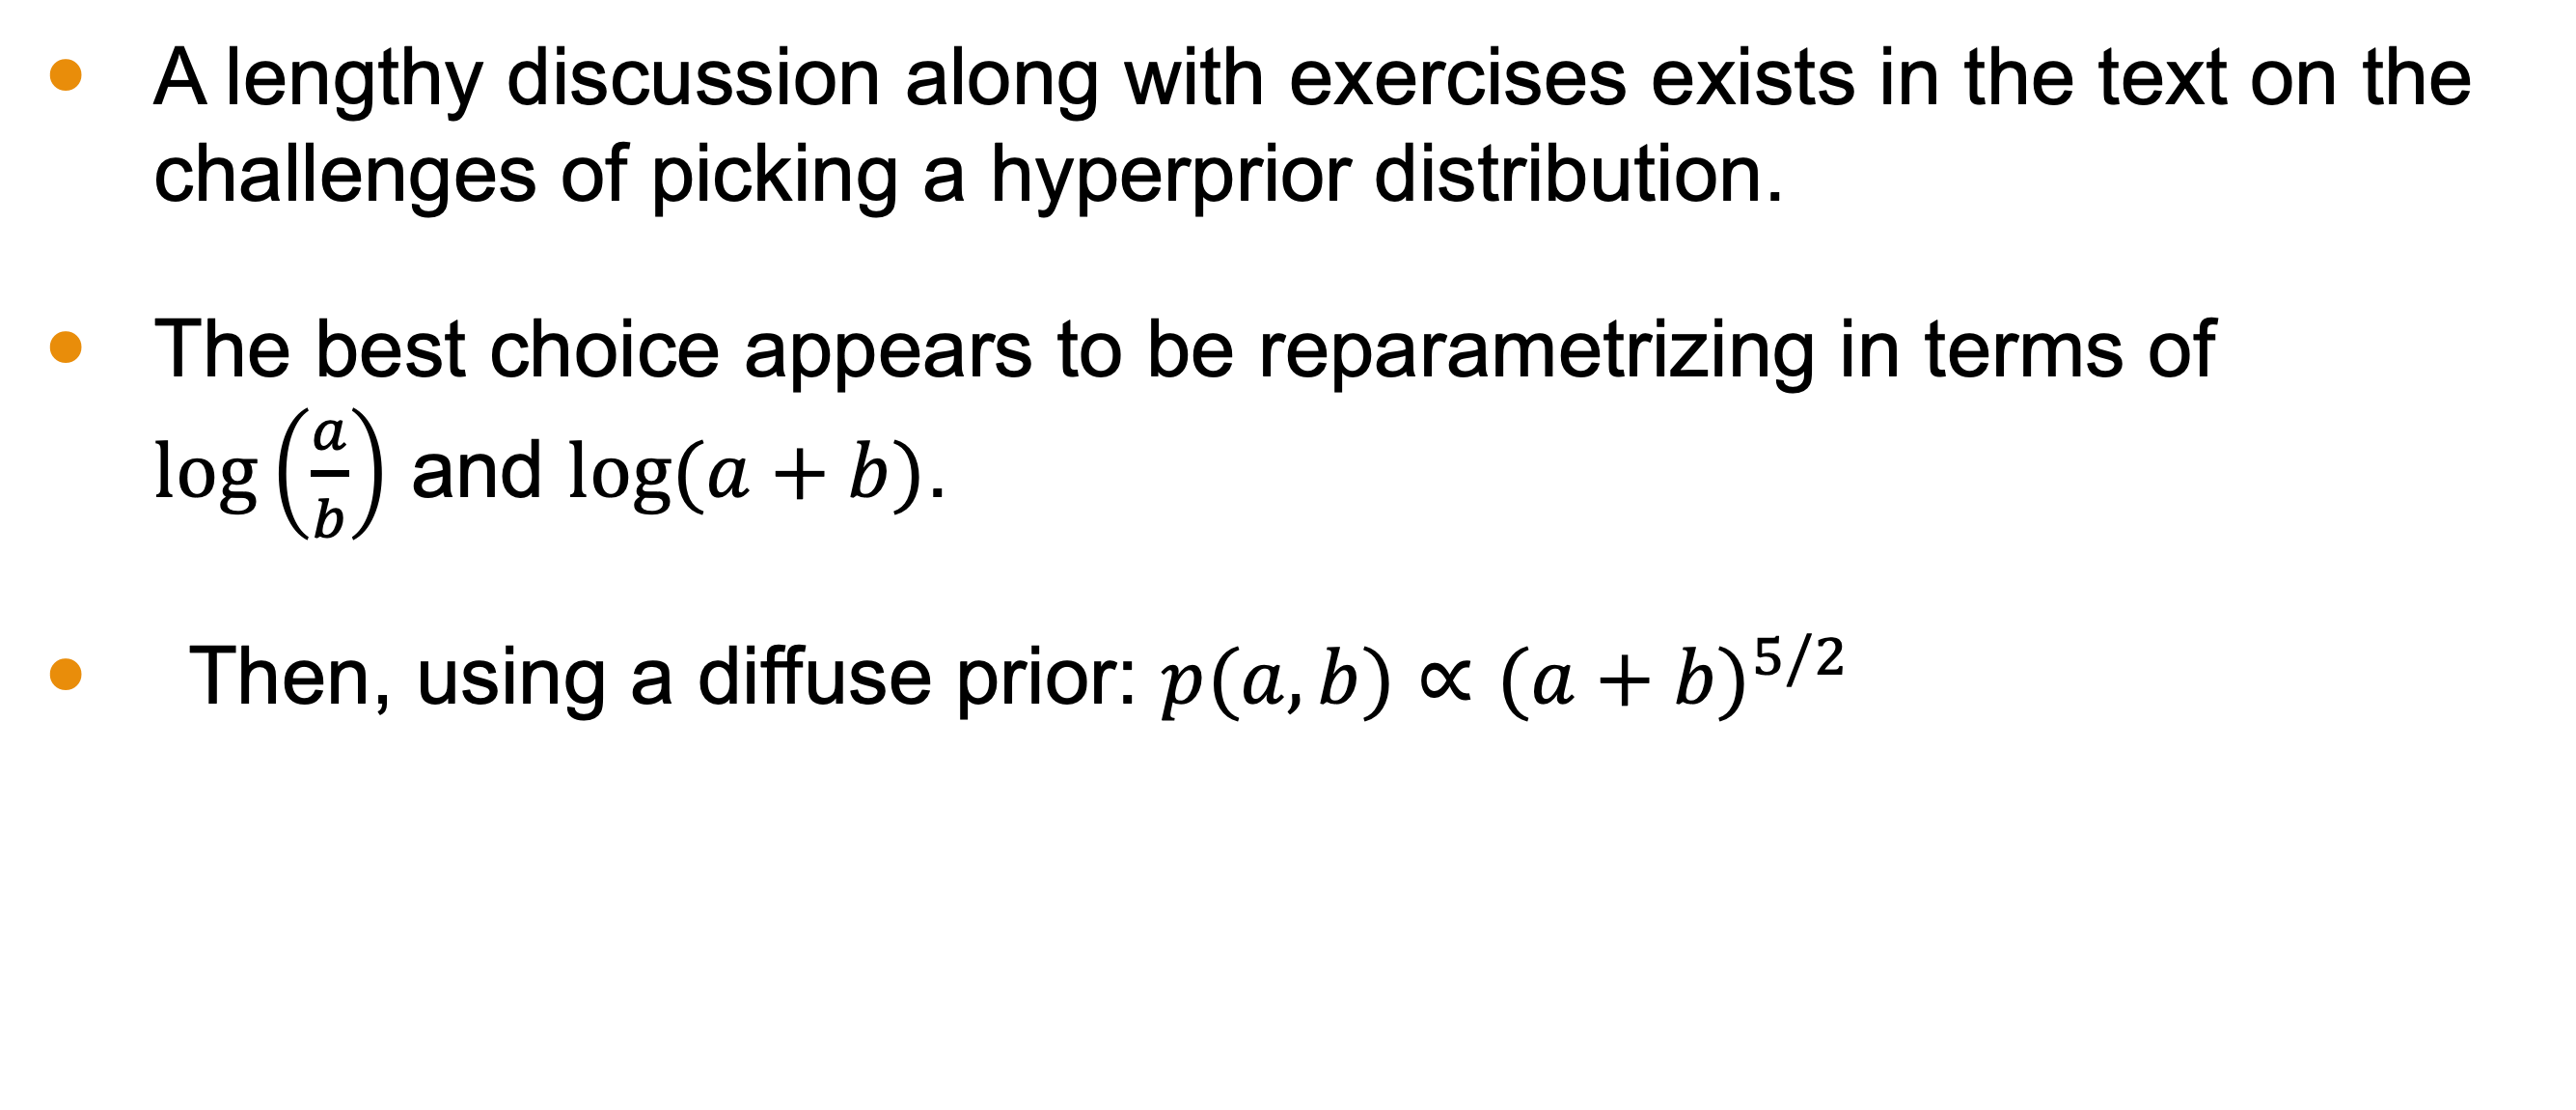 • A lengthy discussion along with exercises exists in the text on the
challenges of picking a hyperprior distribution.
• The best choice appears to be reparametrizing in terms of
log(a/b) and log(a + b).
• Then, using a diffuse prior: p(a, b) ∝ (a + b)^{5/2}